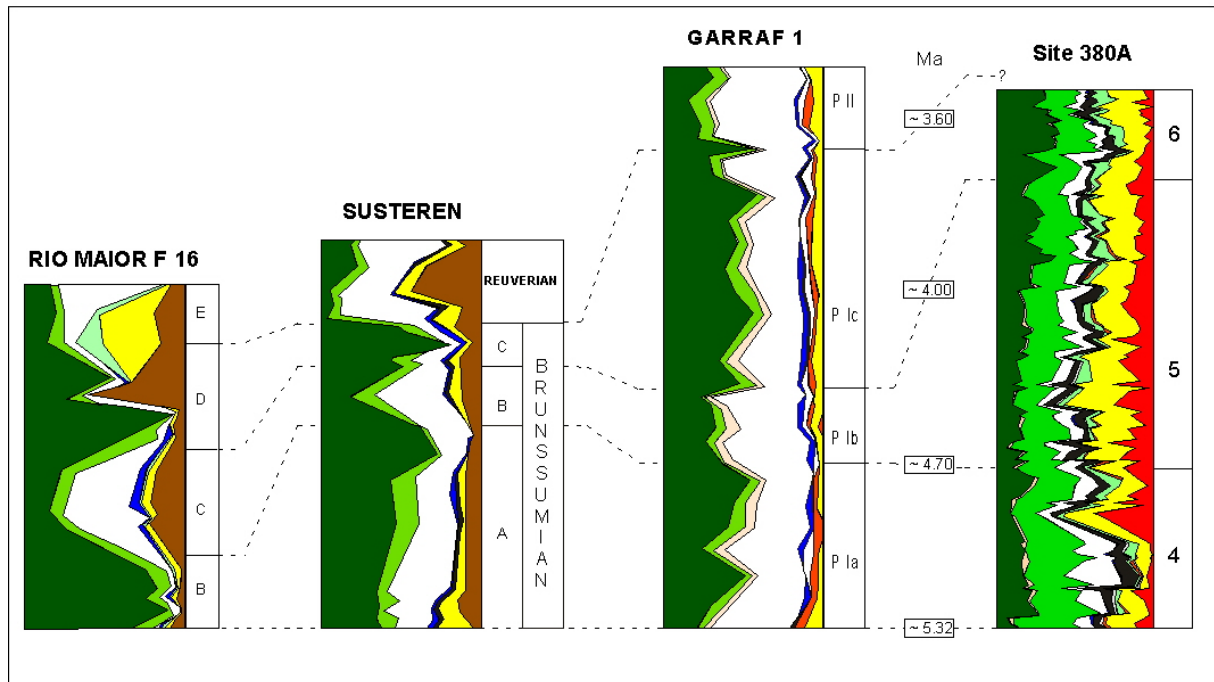 GARRAF 1
Ma
Site 380A
?
P II
~ 3.60
6
SUSTEREN
RIO MAIOR F 16
REUVERIAN
P Ic
~ 4.00
E
C
D
B
BRUNSSUMIAN
5
P Ib
~ 4.70
C
A
P Ia
4
B
~ 5.32